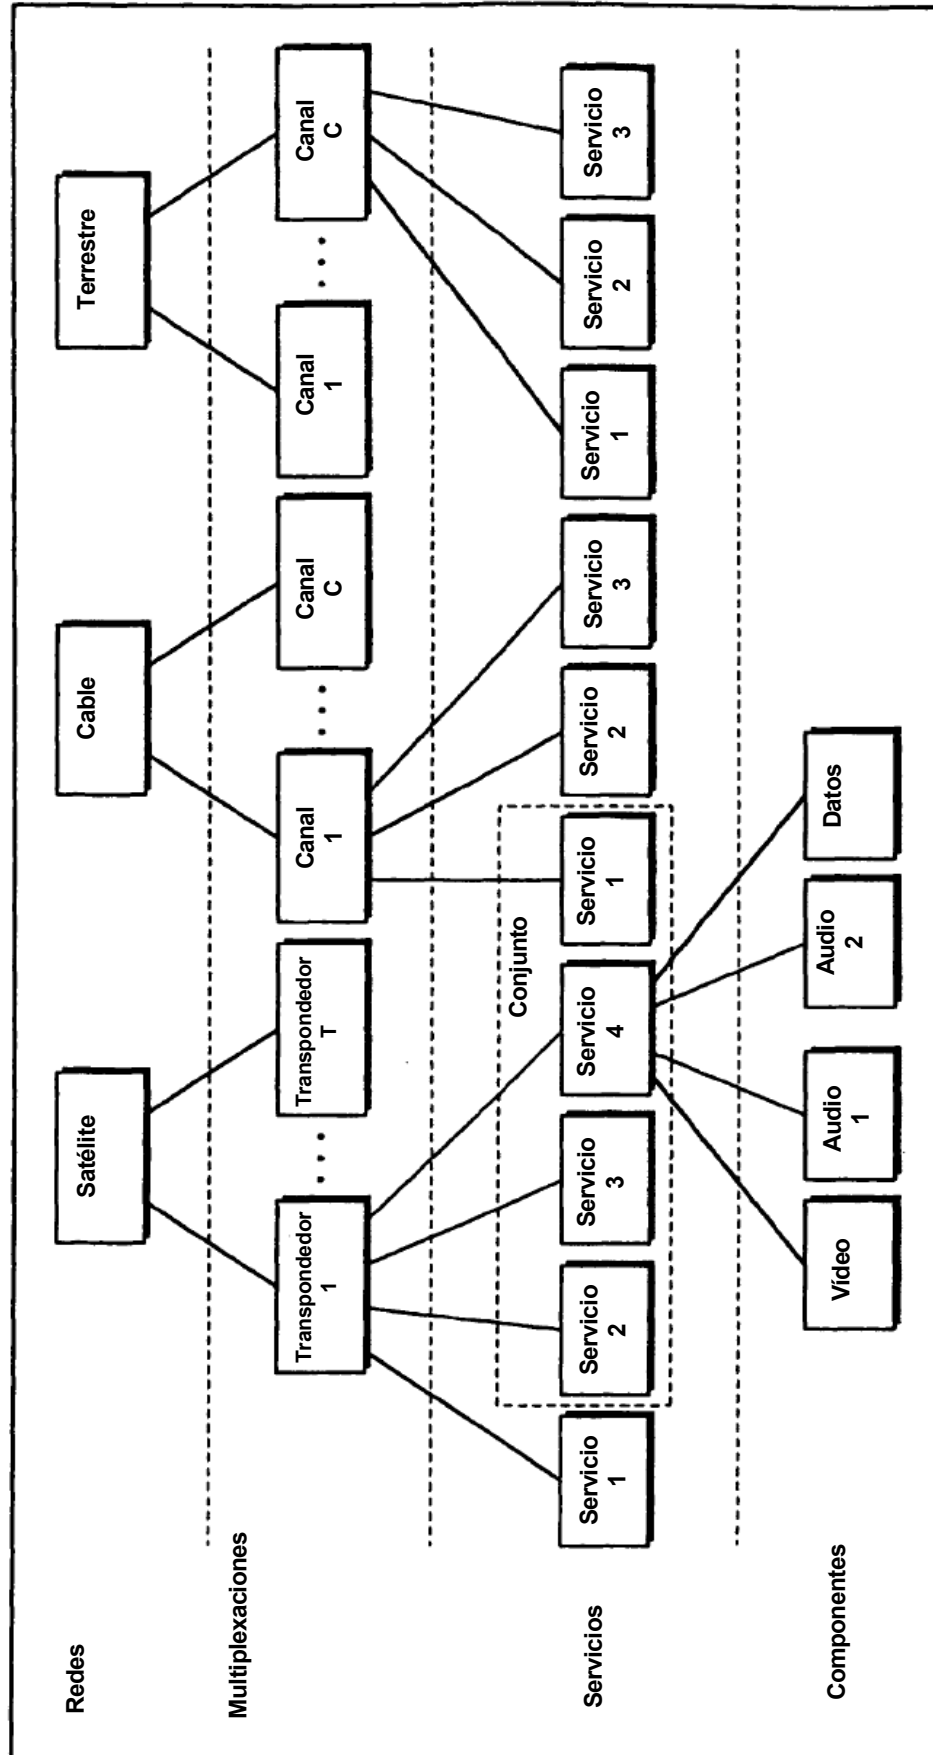 Redes
Satélite
Cable
Terrestre
Multiplexaciones
Transpondedor
1
Transpondedor
T
Canal
1
Canal
C
Canal
1
Canal
C
Servicios
Conjunto
Servicio
1
Servicio
2
Servicio
3
Servicio
4
Servicio
1
Servicio
2
Servicio
3
Servicio
1
Servicio
2
Servicio
3
Componentes
Vídeo
Audio
1
Audio
2
Datos